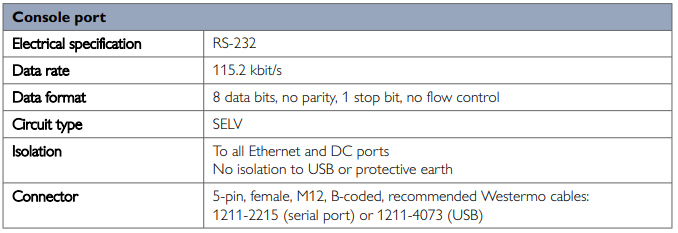 Console port
Electrical specification RS-232
Data rate 115.2 kbit/s
Data format 8 data bits, no parity, 1 stop bit, no flow control
Circuit type SELV
Isolation To all Ethernet and DC ports
No isolation to USB or protective earth
Connector 5-pin, female, M12, B-coded, recommended Westermo cables:
1211-2215 (serial port) or 1211-4073 (USB)